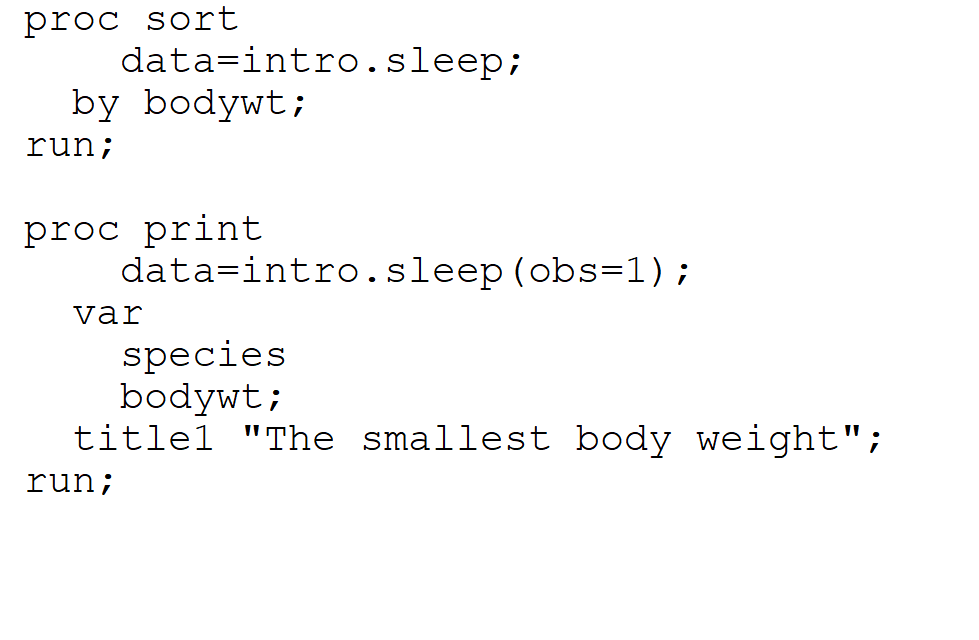 proc sort
    data=intro.sleep;
  by bodywt;
run;

proc print
    data=intro.sleep(obs=1);
  var
    species
    bodywt;
  title1 "The smallest body weight";
run;